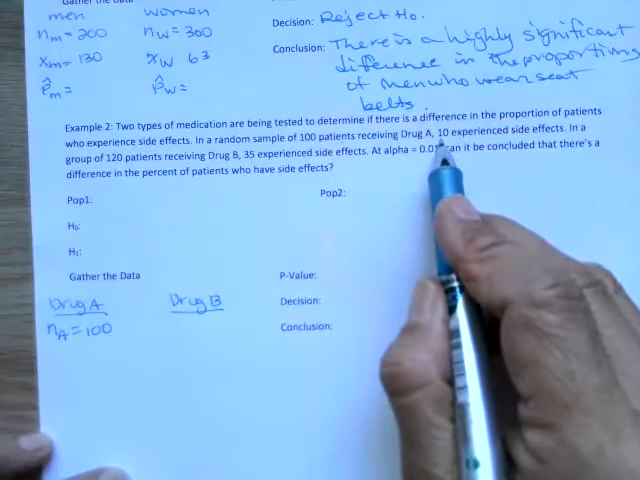 Gather the Data
men women
n_m = 200 n_w = 300
x_m = 130 x_w 63
p̂_m = p̂_w =
Decision: Reject Ho.
Conclusion: There is a highly significant
difference in the proportions
of men who wear seat
belts.
Example 2: Two types of medication are being tested to determine if there is a difference in the proportion of patients
who experience side effects. In a random sample of 100 patients receiving Drug A, 10 experienced side effects. In a
group of 120 patients receiving Drug B, 35 experienced side effects. At alpha = 0.01 can it be concluded that there's a
difference in the percent of patients who have side effects?
Pop1: Pop2:
H₀:
H₁:
Gather the Data P-Value:
Drug A Drug B Decision:
n_A = 100 Conclusion: